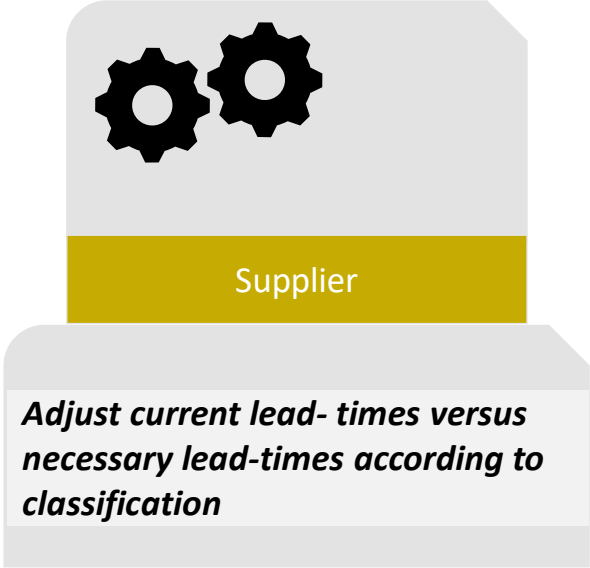 Supplier
Adjust current lead- times versus
necessary lead-times according to
classification